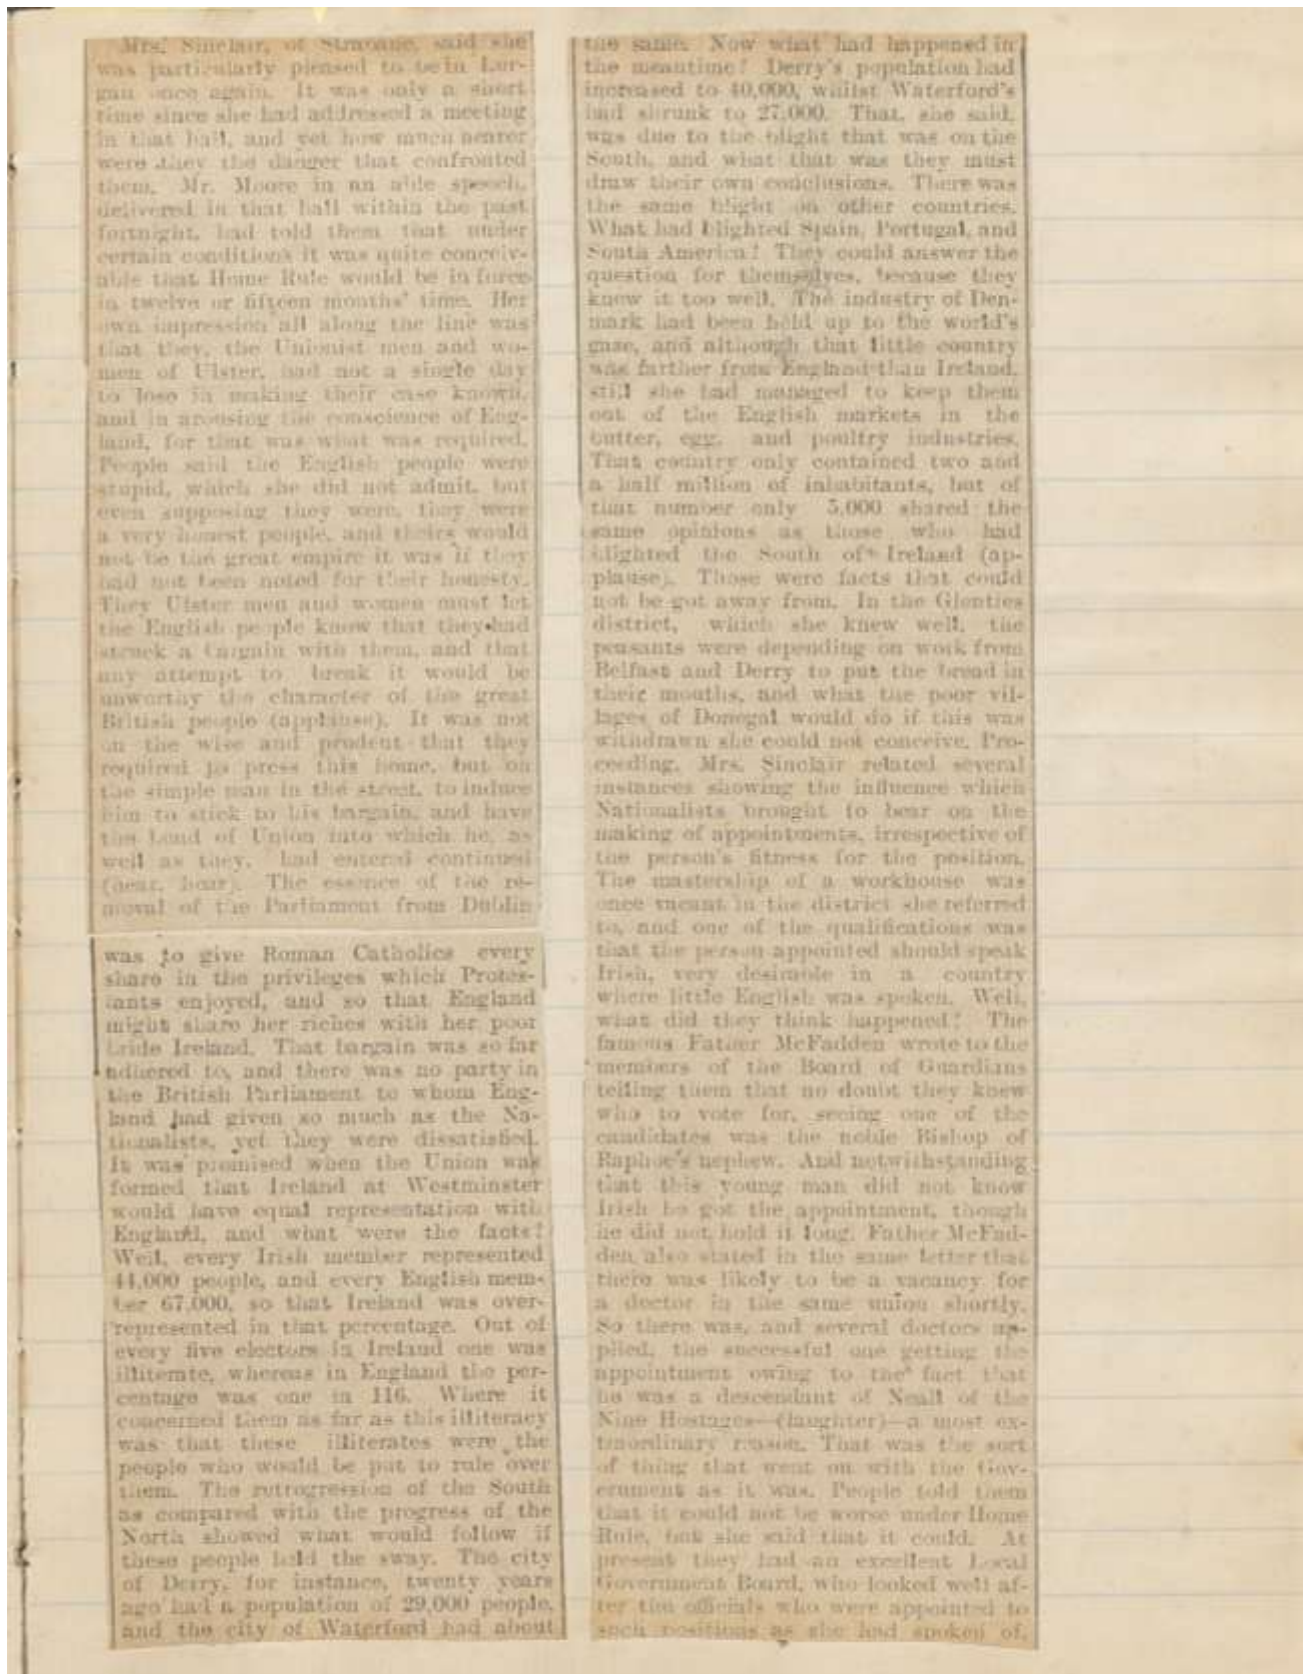 Mrs. Sinclair, of Strabane, said she
was particularly pleased to be in Lur-
gan once again. It was only a short
time since she had addressed a meeting
in that hall, and yet how much nearer
were they the danger that confronted
them. Mr. Moore in an able speech,
delivered in that hall within the past
fortnight, had told them that under
certain conditions it was quite conceiv-
able that Home Rule would be in force
in twelve or fifteen months' time. Her
own impression all along the line was
that they, the Unionist men and wo-
men of Ulster, had not a single day
to lose in making their case known,
and in arousing the conscience of Eng-
land, for that was what was required.
People said the English people were
stupid, which she did not admit, but
even supposing they were, they were
a very honest people, and theirs would
not be the great empire it was if they
had not been noted for their honesty.
They Ulster men and women must let
the English people know that they had
struck a bargain with them, and that
any attempt to break it would be
unworthy the character of the great
British people (applause). It was not
on the wise and prudent that they
required to press this home, but on
the simple man in the street, to induce
him to stick to his bargain, and have
the bond of Union into which he, as
well as they, had entered continued
(hear, hear). The essence of the re-
moval of the Parliament from Dublin
was to give Roman Catholics every
share in the privileges which Protes-
tants enjoyed, and so that England
might share her riches with her poor
bride Ireland. That bargain was so far
adhered to, and there was no party in
the British Parliament to whom Eng-
land had given so much as the Na-
tionalists, yet they were dissatisfied.
It was promised when the Union was
formed that Ireland at Westminster
would have equal representation with
England, and what were the facts?
Well, every Irish member represented
44,000 people, and every English mem-
ber 67,000, so that Ireland was over-
represented in that percentage. Out of
every five electors in Ireland one was
illiterate, whereas in England the per-
centage was one in 116. Where it
concerned them as far as this illiteracy
was that these illiterates were the
people who would be put to rule over
them. The retrogression of the South
as compared with the progress of the
North showed what would follow if
these people held the sway. The city
of Derry, for instance, twenty years
ago had a population of 29,000 people,
and the city of Waterford had about
the same. Now what had happened in
the meantime? Derry's population had
increased to 40,000, whilst Waterford's
had shrunk to 27,000. That, she said,
was due to the blight that was on the
South, and what that was they must
draw their own conclusions. There was
the same blight on other countries.
What had blighted Spain, Portugal, and
South America? They could answer the
question for themselves, because they
knew it too well. The industry of Den-
mark had been held up to the world's
gaze, and although that little country
was farther from England than Ireland,
still she had managed to keep them
out of the English markets in the
butter, egg, and poultry industries.
That country only contained two and
a half million of inhabitants, but of
that number only 5,000 shared the
same opinions as those who had
blighted the South of Ireland (ap-
plause). Those were facts that could
not be got away from. In the Glenties
district, which she knew well, the
peasants were depending on work from
Belfast and Derry to put the bread in
their mouths, and what the poor vil-
lages of Donegal would do if this was
withdrawn she could not conceive. Pro-
ceeding, Mrs. Sinclair related several
instances showing the influence which
Nationalists brought to bear on the
making of appointments, irrespective of
the person's fitness for the position.
The mastership of a workhouse was
once vacant in the district she referred
to, and one of the qualifications was
that the person appointed should speak
Irish, very desirable in a country
where little English was spoken. Well,
what did they think happened? The
famous Father McFadden wrote to the
members of the Board of Guardians
telling them that no doubt they knew
who to vote for, seeing one of the
candidates was the noble Bishop of
Raphoe's nephew. And notwithstanding
that this young man did not know
Irish he got the appointment, though
he did not hold it long. Father McFad-
den also stated in the same letter that
there was likely to be a vacancy for
a doctor in the same union shortly.
So there was, and several doctors ap-
plied, the successful one getting the
appointment owing to the fact that
he was a descendant of Neall of the
Nine Hostages—(laughter)—a most ex-
traordinary reason. That was the sort
of thing that went on with the Gov-
ernment as it was. People told them
that it could not be worse under Home
Rule, but she said that it could. At
present they had an excellent Local
Government Board, who looked well af-
ter the officials who were appointed to
such positions as she had spoken of.